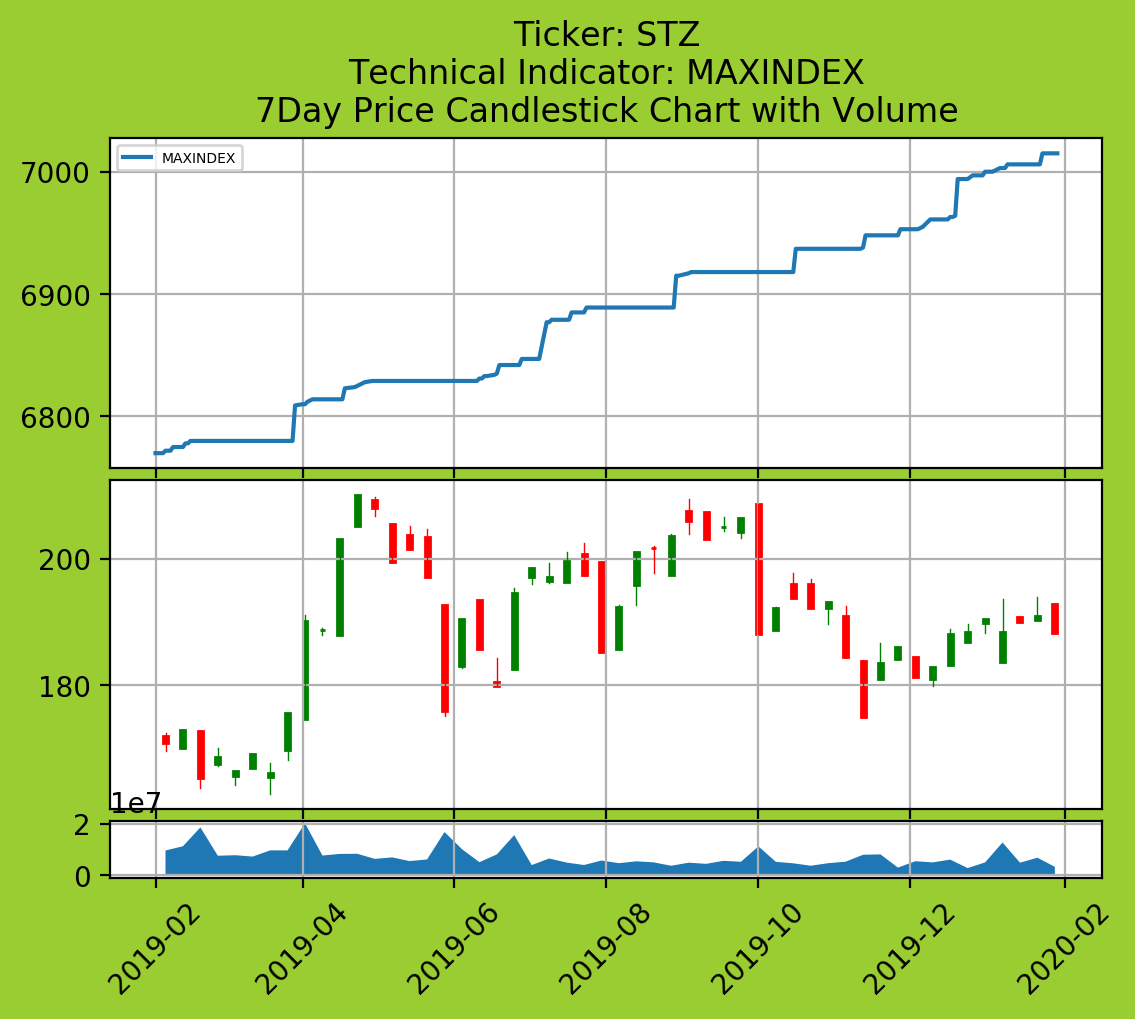 Ticker: STZ
Technical Indicator: MAXINDEX
7Day Price Candlestick Chart with Volume
MAXINDEX
7000
6900
6800
200
180
1e7
2
0
2019-02
2019-04
2019-06
2019-08
2019-10
2019-12
2020-02